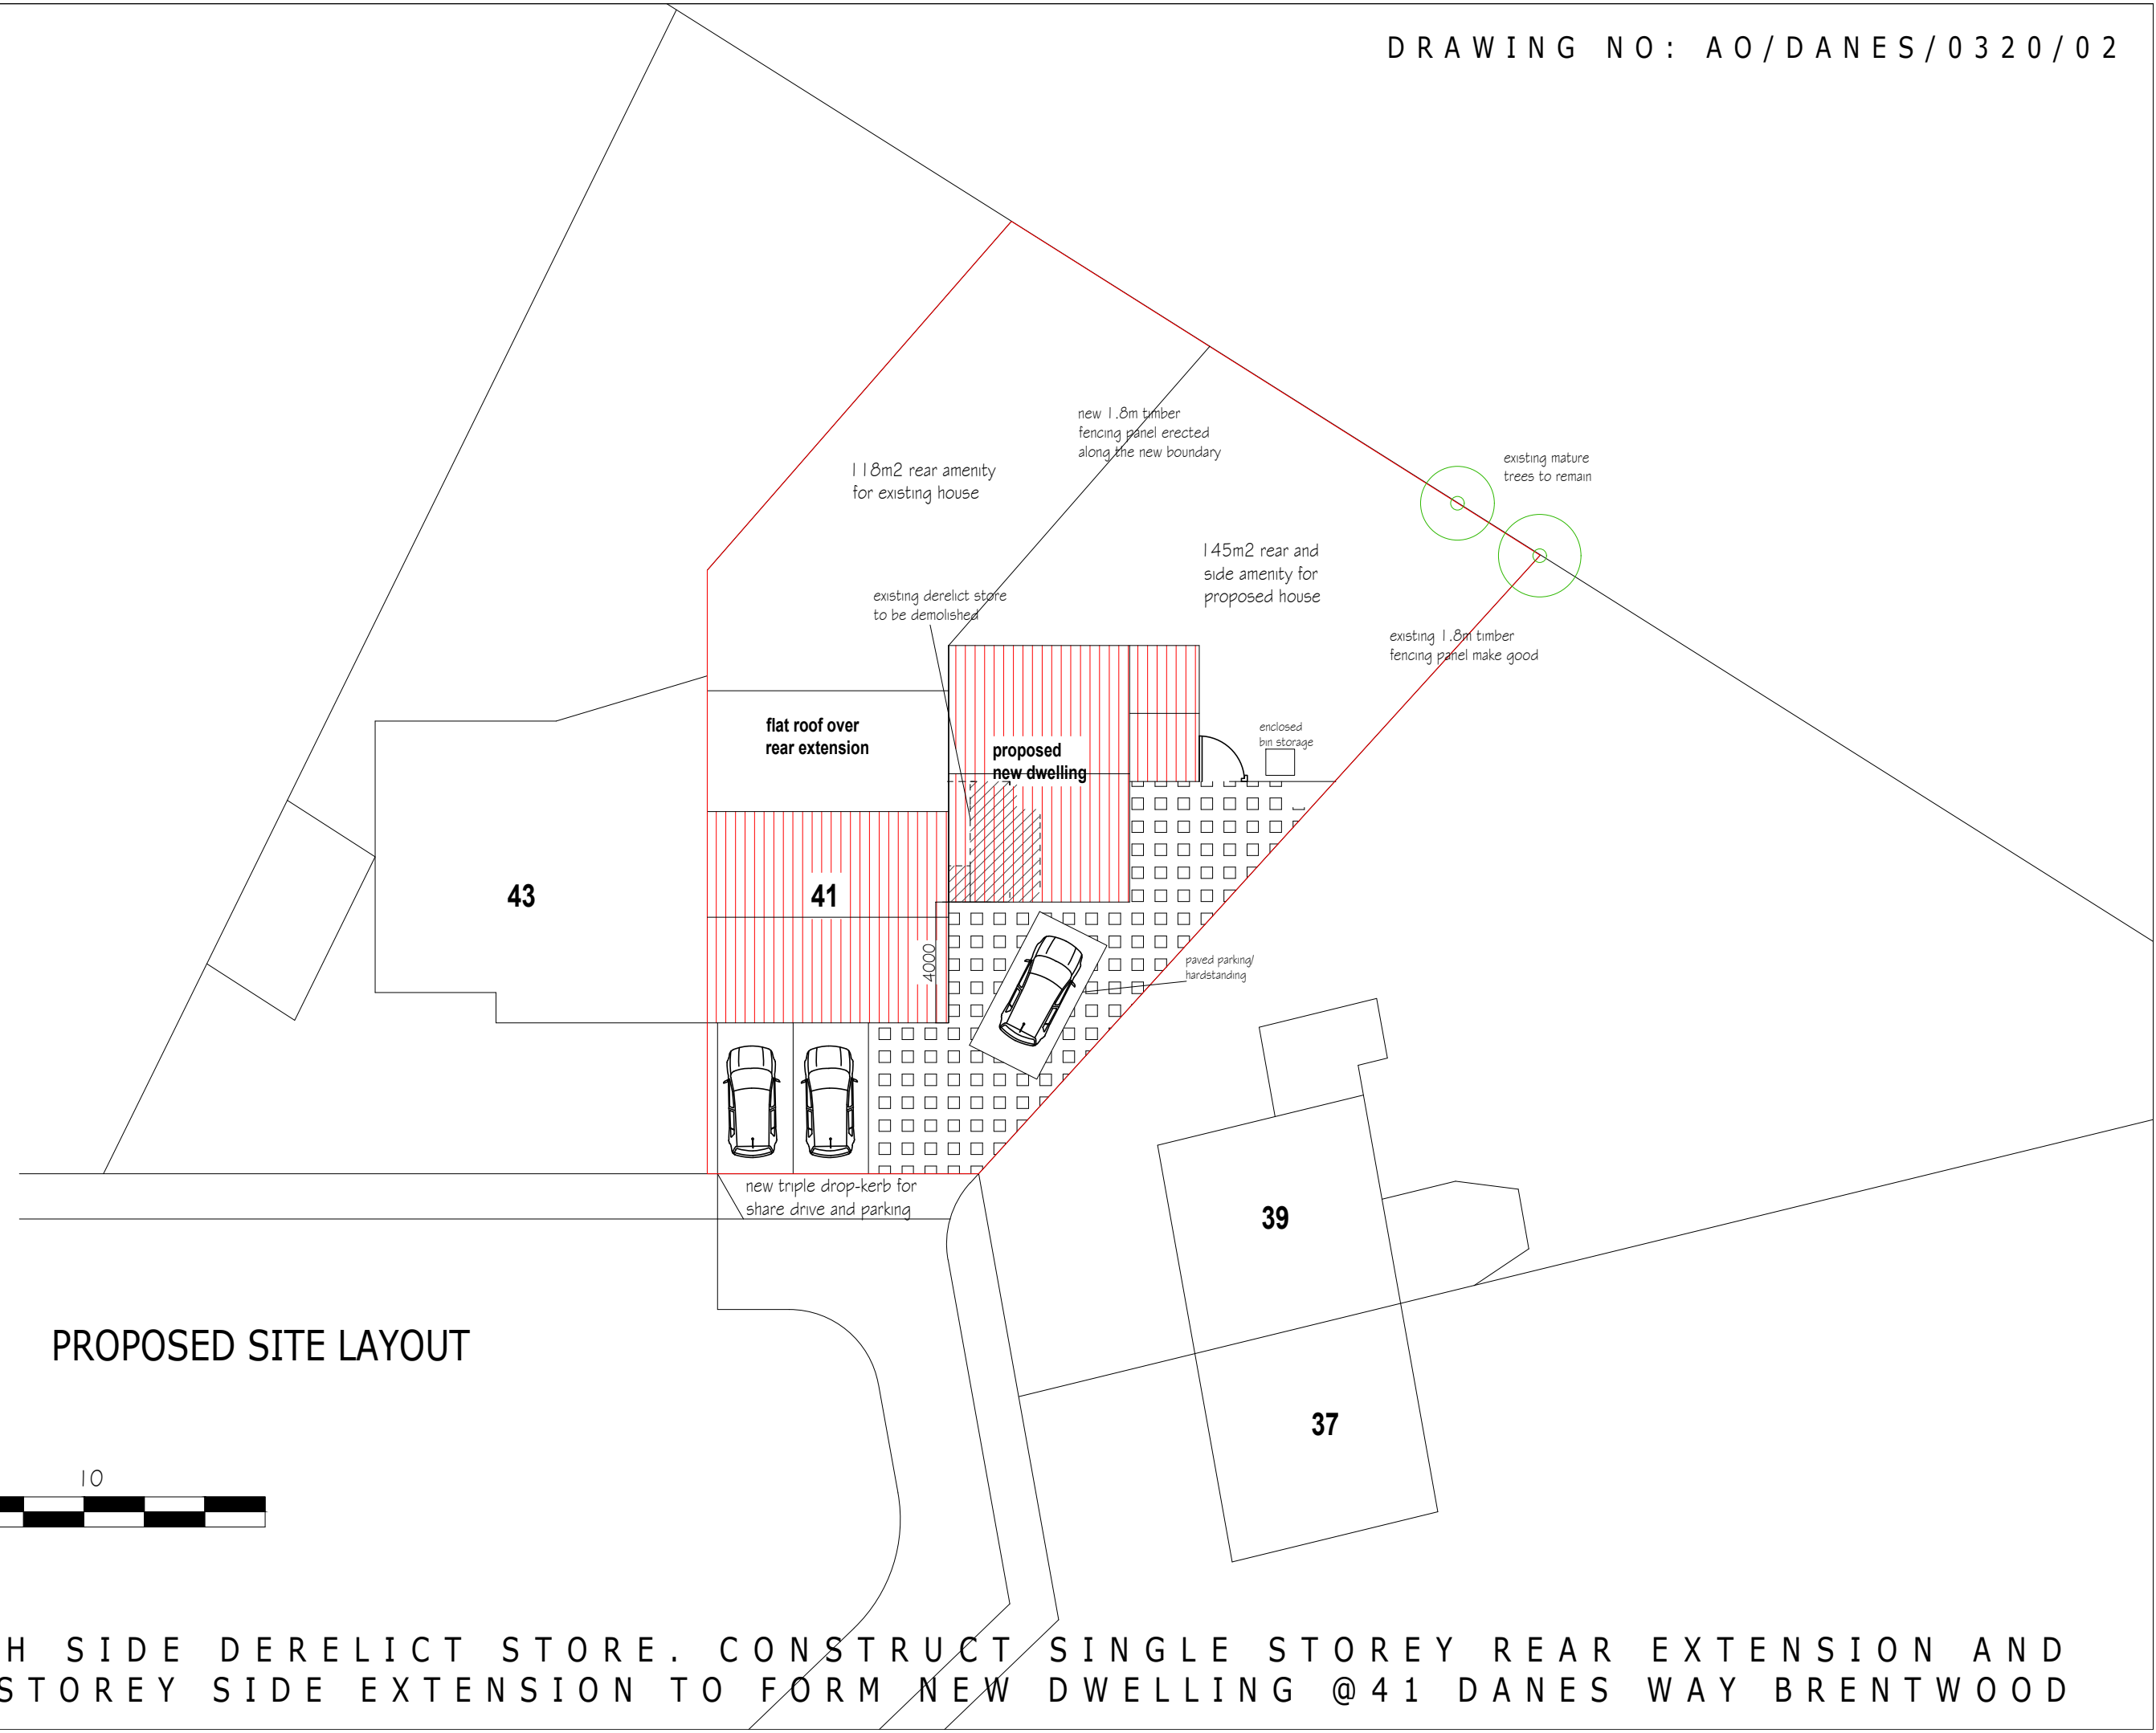 DRAWING NO: AO/DANES/0320/02
new 1.8m timber
fencing panel erected
along the new boundary
118m2 rear amenity
for existing house
existing mature
trees to remain
145m2 rear and
side amenity for
proposed house
existing derelict store
to be demolished
existing 1.8m timber
fencing panel make good
flat roof over
rear extension
enclosed
bin storage
proposed
new dwelling
43
41
4000
paved parking/
hardstanding
new triple drop-kerb for
share drive and parking
39
PROPOSED SITE LAYOUT
37
10
H SIDE DERELICT STORE. CONSTRUCT SINGLE STOREY REAR EXTENSION AND
STOREY SIDE EXTENSION TO FORM NEW DWELLING @41 DANES WAY BRENTWOOD